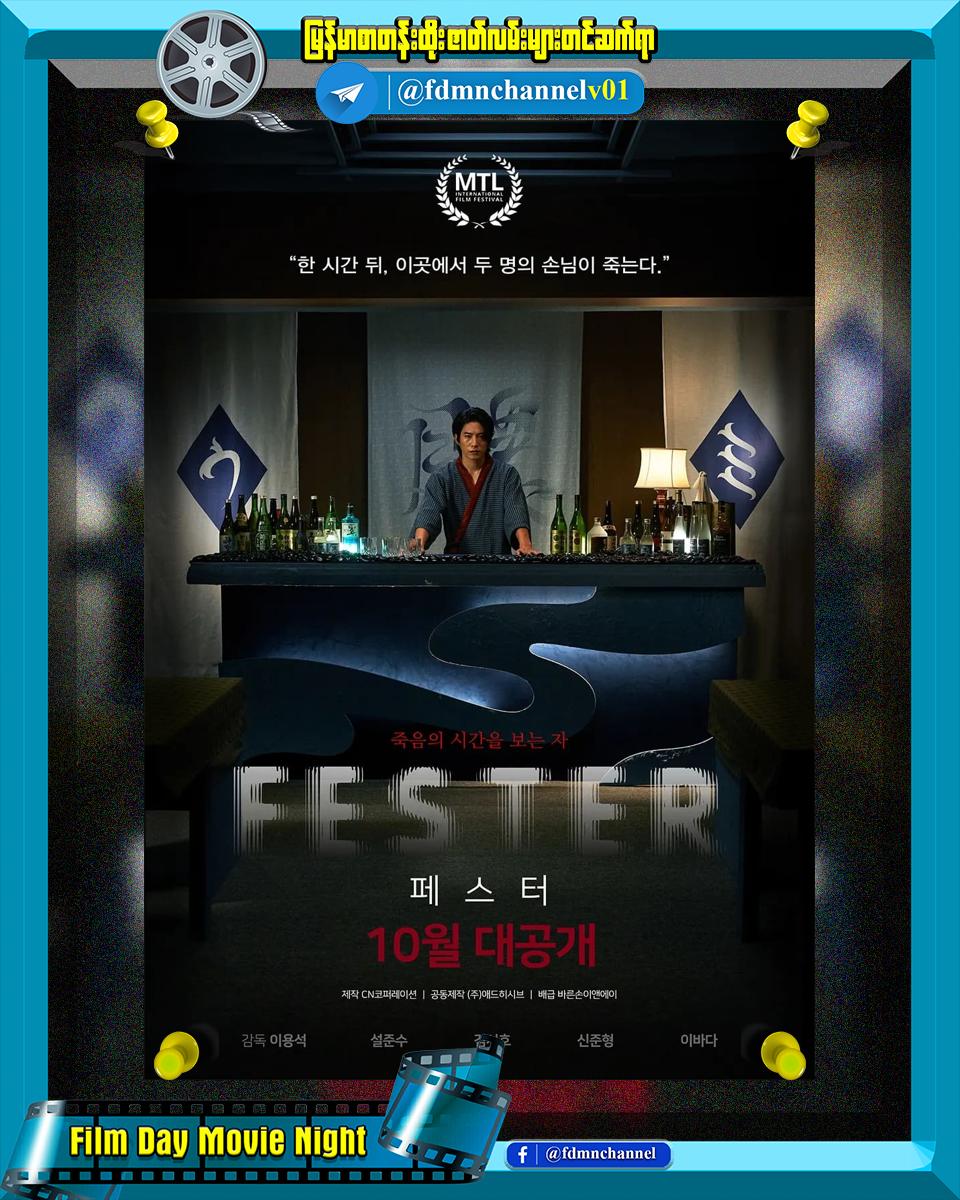 မြန်မာစာတန်းထိုးဇာတ်လမ်းများတင်ဆက်ရာ
@fdmnchannelv01
MTL
INTERNATIONAL
FILM FESTIVAL
“한 시간 뒤, 이곳에서 두 명의 손님이 죽는다.”
죽음의 시간을 보는 자
FESTER
페스터
10월 대공개
제작 CN코퍼레이션 | 공동제작 (주)애드히시브 | 배급 바른손이앤에이
감독 이용석 설준수 신준형 이바다
Film Day Movie Night
f @fdmnchannel